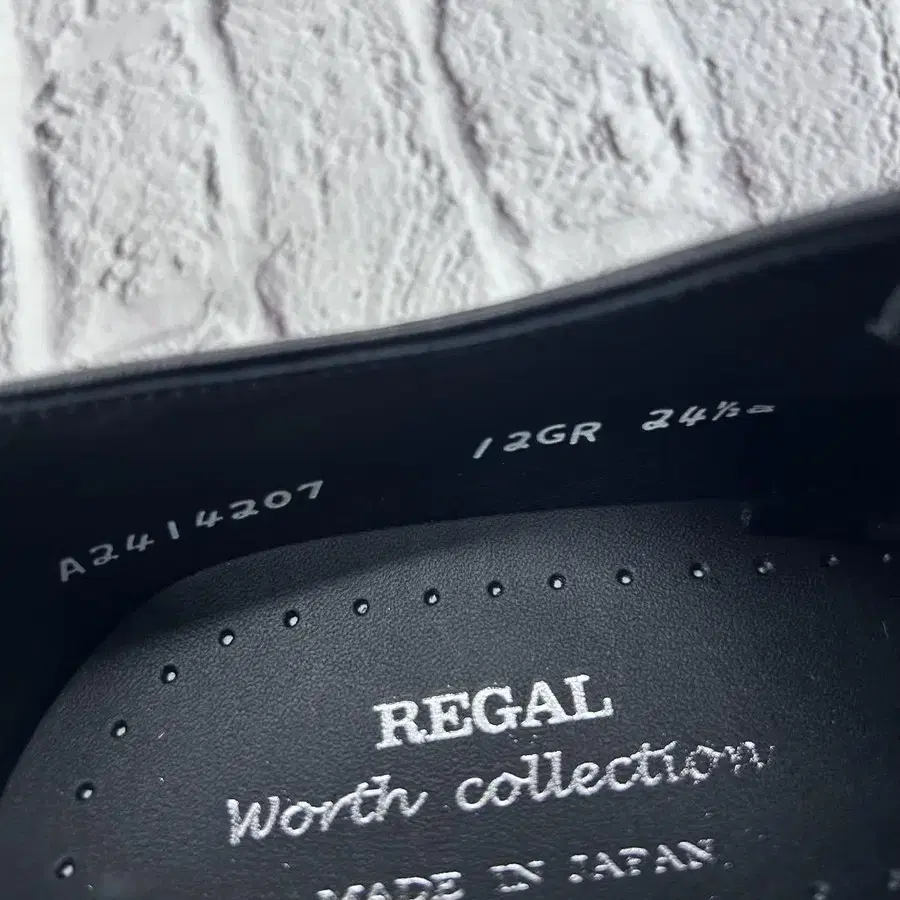 A2414207 12GR 24½=
REGAL
Worth collection
MADE IN JAPAN